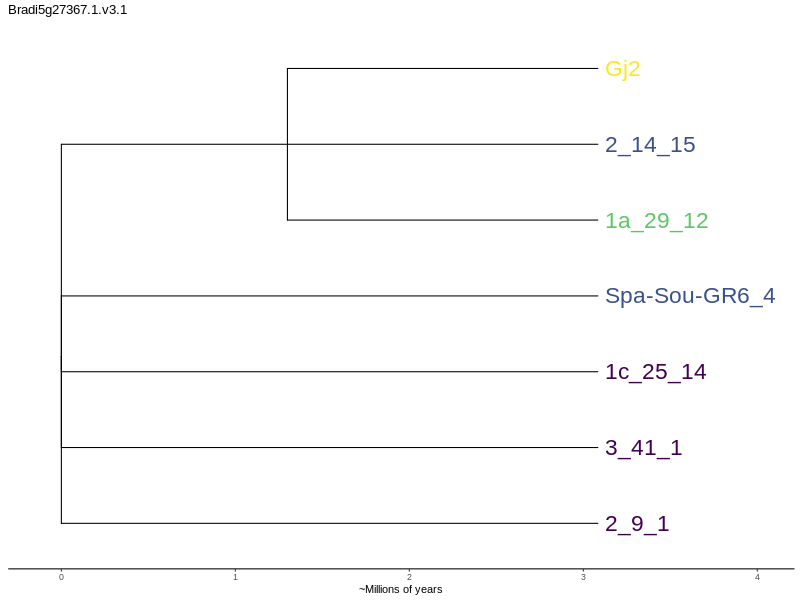 Bradi5g27367.1.v3.1
Gj2
2_14_15
1a_29_12
Spa-Sou-GR6_4
1c_25_14
3_41_1
2_9_1
0 1 2 3 4
~Millions of years